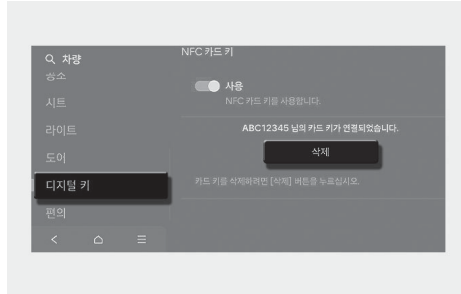 차량
NFC 카드 키
공조
사용
NFC 카드 키를 사용합니다.
시트
라이트
ABC12345 님의 카드 키가 연결되었습니다.
삭제
도어
디지털 키
카드 키를 삭제하려면 [삭제] 버튼을 누르십시오.
편의